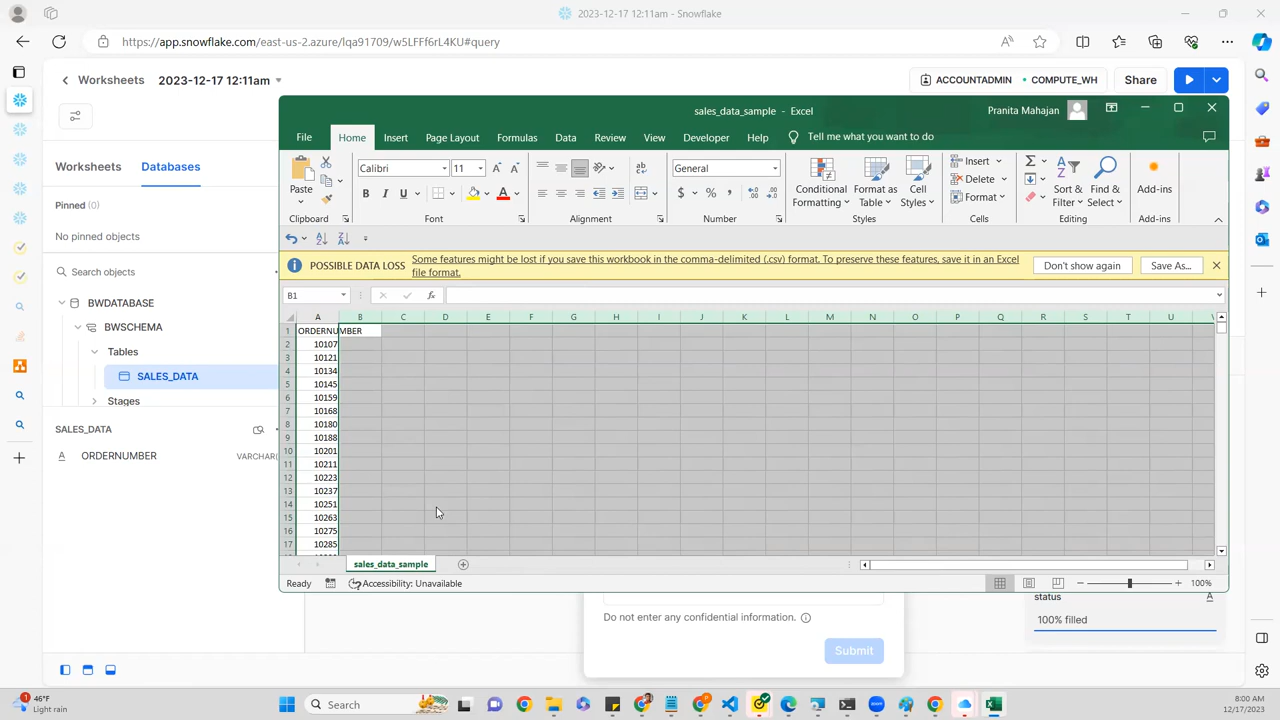 2023-12-17 12:11am - Snowflake
https://app.snowflake.com/east-us-2.azure/lqa91709/w5LFFf6rL4KU#query
Worksheets 2023-12-17 12:11am
ACCOUNTADMIN • COMPUTE_WH Share
sales_data_sample - Excel
Pranita Mahajan
File Home Insert Page Layout Formulas Data Review View Developer Help Tell me what you want to do
Worksheets Databases
Pinned (0)
No pinned objects
Search objects
BWDATABASE
BWSCHEMA
Tables
SALES_DATA
Stages
SALES_DATA
A ORDERNUMBER VARCHAR(
Paste
Calibri 11
B I U
General
$ % ,
Conditional Formatting
Format as Table
Cell Styles
Insert
Delete
Format
Sort & Filter
Find & Select
Add-ins
Clipboard Font Alignment Number Styles Cells Editing Add-ins
POSSIBLE DATA LOSS Some features might be lost if you save this workbook in the comma-delimited (.csv) format. To preserve these features, save it in an Excel
file format.
Don't show again Save As...
B1 fx
A B C D E F G H I J K L M N O P Q R S T U
1 ORDERNUMBER
2 10107
3 10121
4 10134
5 10145
6 10159
7 10168
8 10180
9 10188
10 10201
11 10211
12 10223
13 10237
14 10251
15 10263
16 10275
17 10285
sales_data_sample
Ready Accessibility: Unavailable 100%
status A
100% filled
Do not enter any confidential information.
Submit
46°F
Light rain
1
Search
8:00 AM
12/17/2023